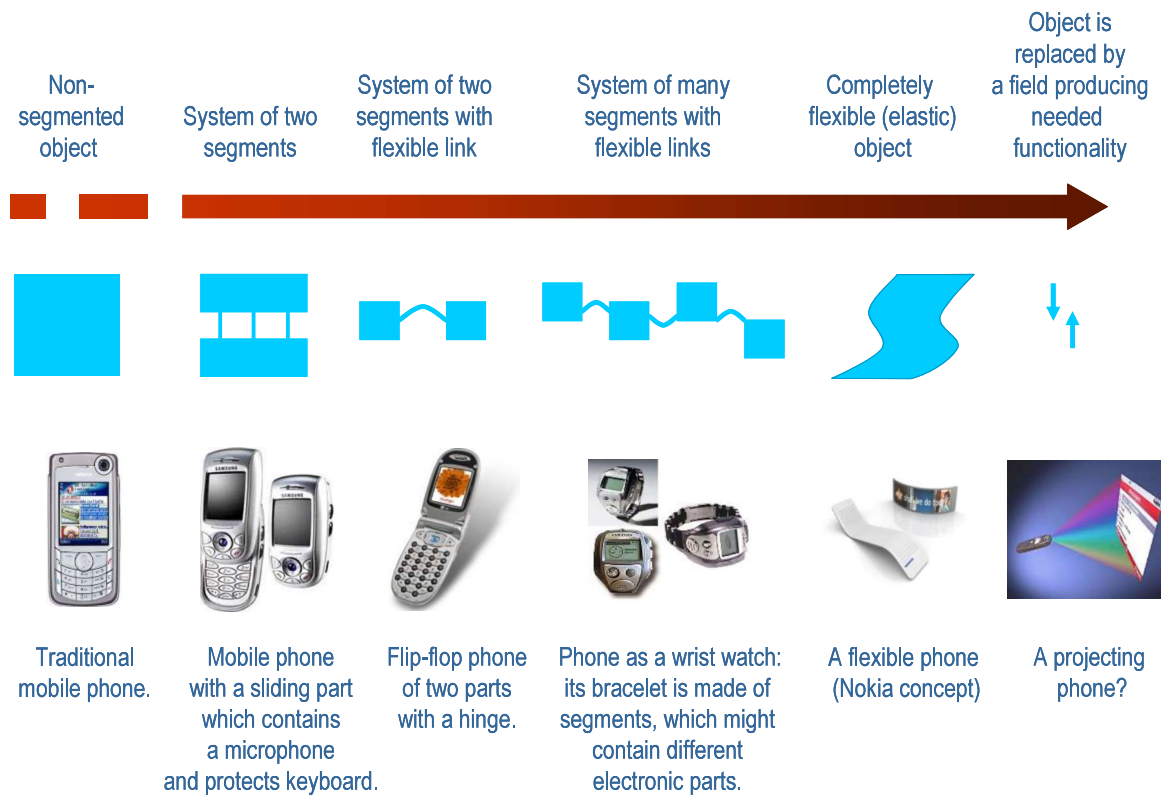 Non-
segmented
object
System of two
segments
System of two
segments with
flexible link
System of many
segments with
flexible links
Completely
flexible (elastic)
object
Object is
replaced by
a field producing
needed
functionality
SAMSUNG
SAMSUNG
Traditional
mobile phone.
Mobile phone
with a sliding part
which contains
a microphone
and protects keyboard.
Flip-flop phone
of two parts
with a hinge.
Phone as a wrist watch:
its bracelet is made of
segments, which might
contain different
electronic parts.
A flexible phone
(Nokia concept)
A projecting
phone?